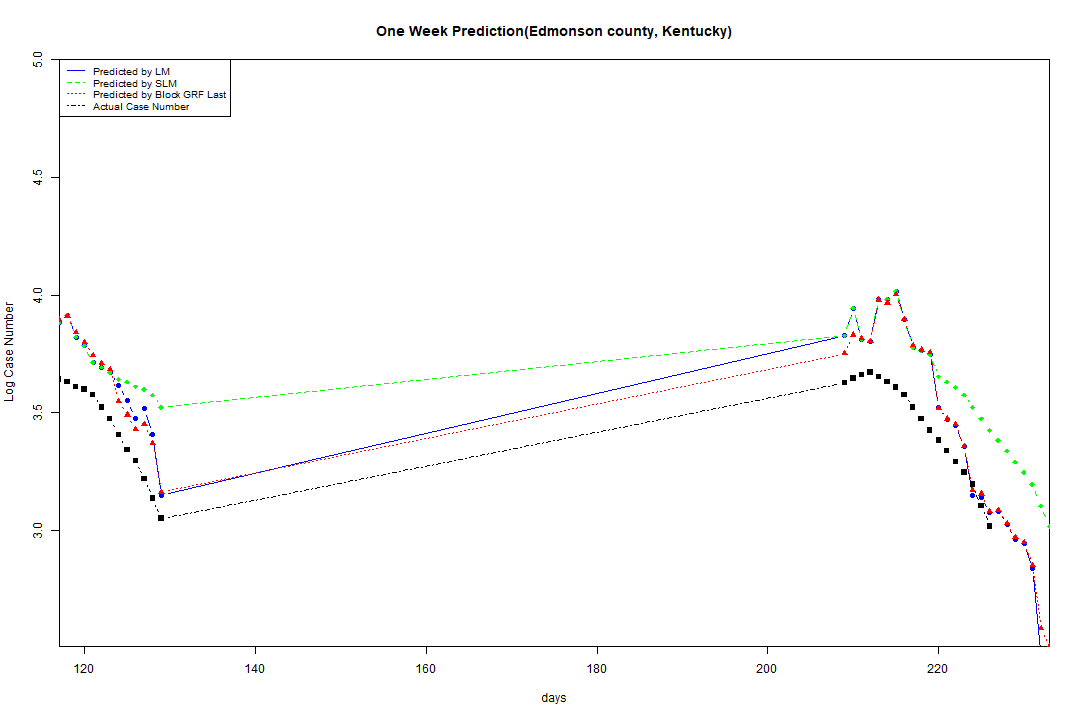 One Week Prediction(Edmonson county, Kentucky)
Predicted by LM
Predicted by SLM
Predicted by Block GRF Last
Actual Case Number
5.0
4.5
4.0
3.5
3.0
Log Case Number
120 140 160 180 200 220
days